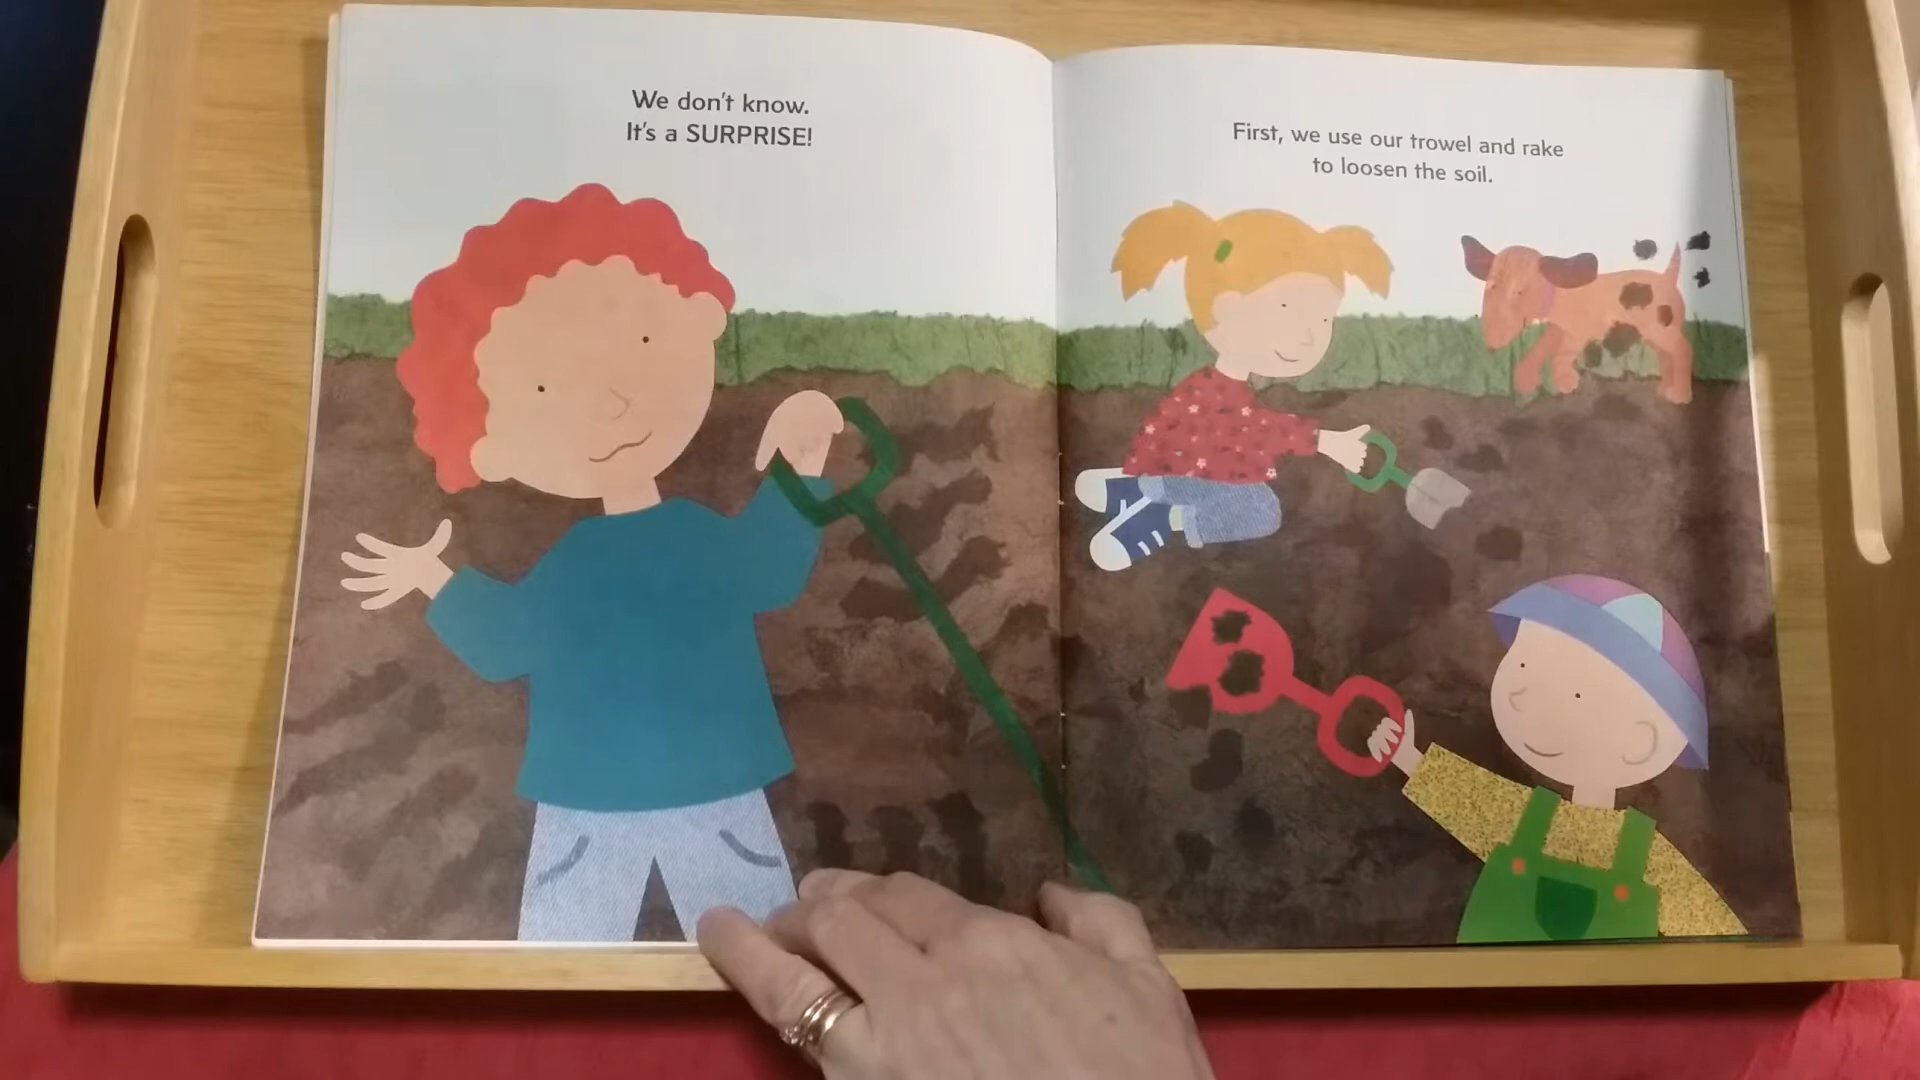 We don't know.
It's a SURPRISE!
First, we use our trowel and rake
to loosen the soil.